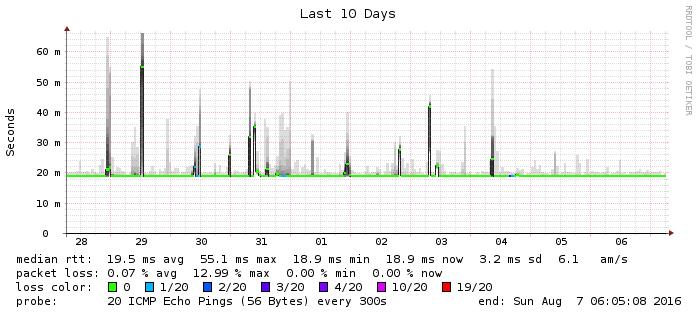 Last 10 Days
RRDTOOL / TOBI OETIKER
Seconds
60 m
50 m
40 m
30 m
20 m
10 m
0
28 29 30 31 01 02 03 04 05 06
median rtt: 19.5 ms avg 55.1 ms max 18.9 ms min 18.9 ms now 3.2 ms sd 6.1 am/s
packet loss: 0.07 % avg 12.99 % max 0.00 % min 0.00 % now
loss color: 0 1/20 2/20 3/20 4/20 10/20 19/20
probe: 20 ICMP Echo Pings (56 Bytes) every 300s end: Sun Aug 7 06:05:08 2016